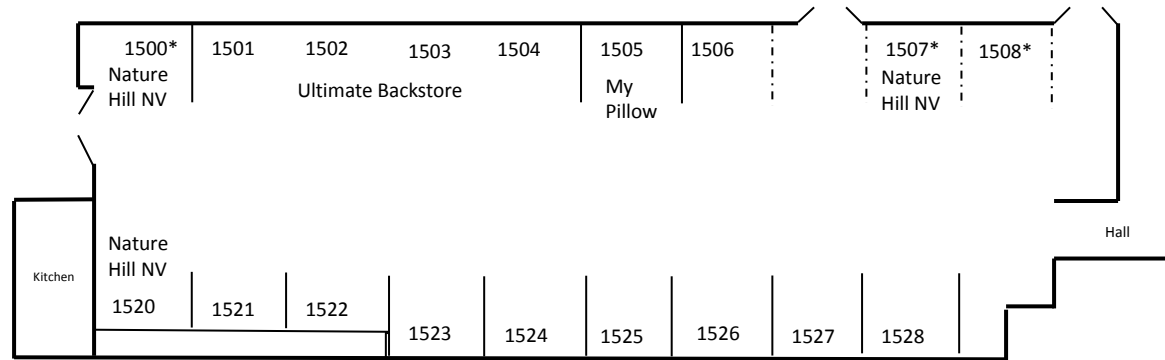 1500* 1501 1502 1503 1504 1505 1506 1507* 1508*
Nature
Hill NV
Ultimate Backstore
My
Pillow
Nature
Hill NV
Hall
Nature
Hill NV
Kitchen
1520 1521 1522 1523 1524 1525 1526 1527 1528